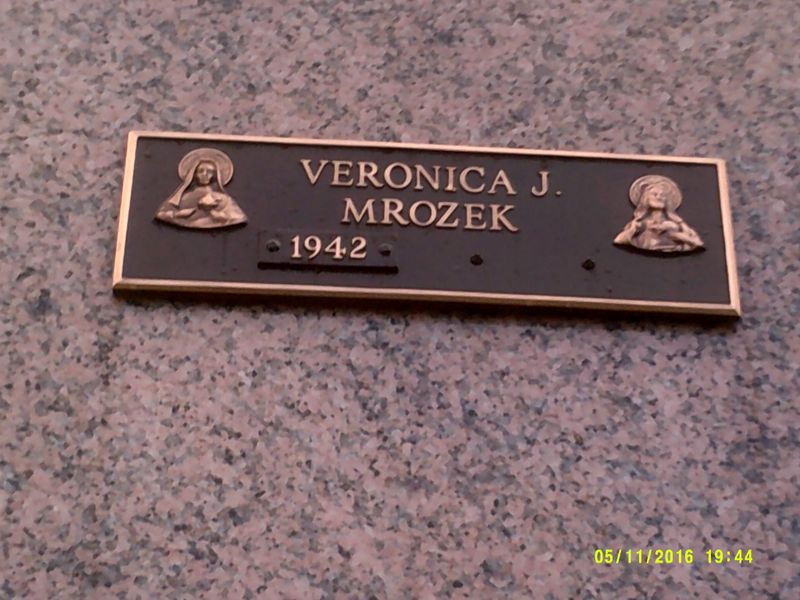 VERONICA J.
MROZEK
1942
05/11/2016 19:44